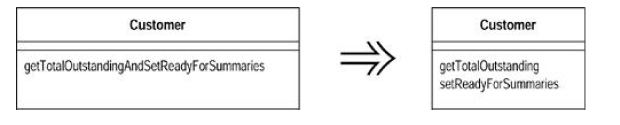 Customer
getTotalOutstandingAndSetReadyForSummaries
Customer
getTotalOutstanding
setReadyForSummaries